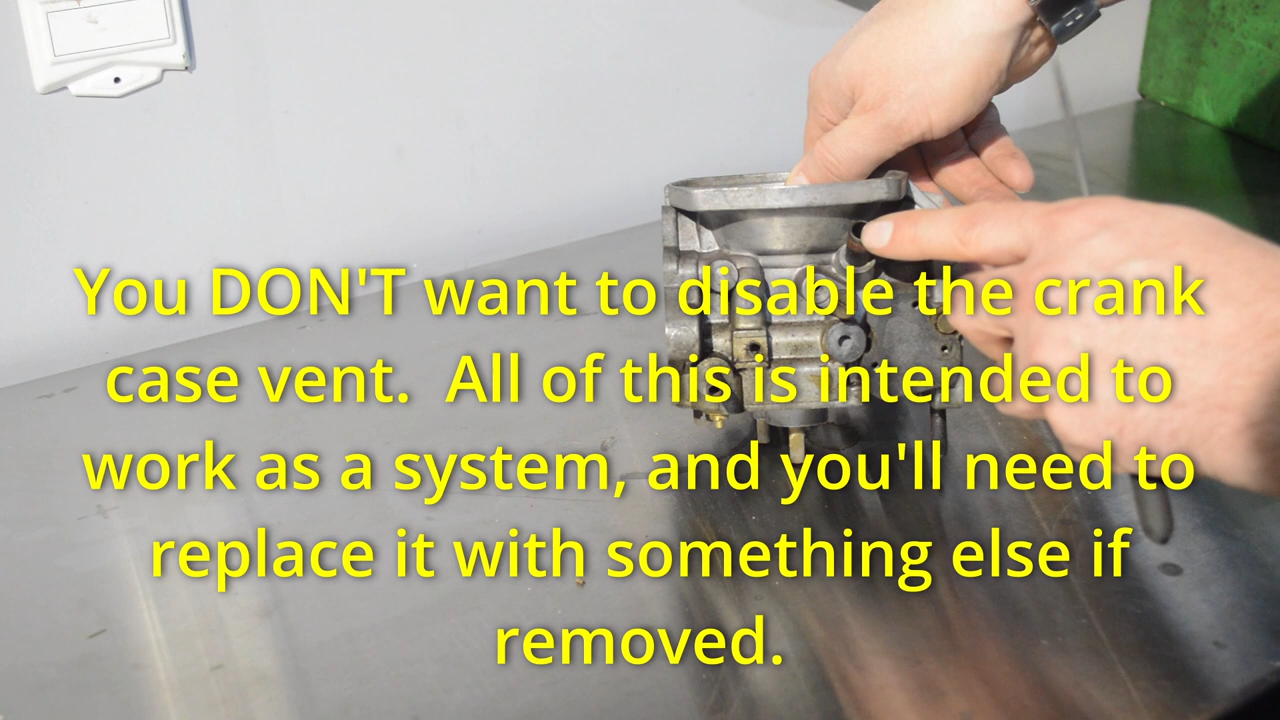 You DON'T want to disable the crank
case vent.  All of this is intended to
work as a system, and you'll need to
replace it with something else if
removed.